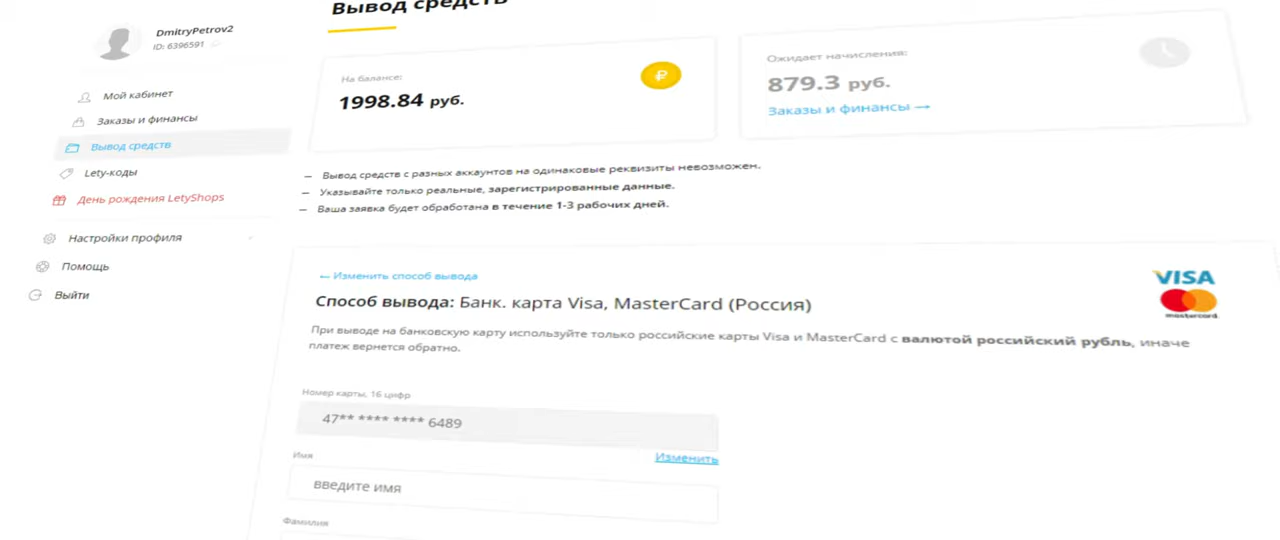 Вывод средств
DmitryPetrov2
ID: 6396591
Мой кабинет
Заказы и финансы
Вывод средств
Lety-коды
День рождения LetyShops
Настройки профиля
Помощь
Выйти
На балансе:
1998.84 руб.
₽
Ожидает начисления:
879.3 руб.
Заказы и финансы →
— Вывод средств с разных аккаунтов на одинаковые реквизиты невозможен.
— Указывайте только реальные, зарегистрированные данные.
— Ваша заявка будет обработана в течение 1-3 рабочих дней.
← Изменить способ вывода
Способ вывода: Банк. карта Visa, MasterCard (Россия)
VISA
mastercard.
При выводе на банковскую карту используйте только российские карты Visa и MasterCard с валютой российский рубль, иначе
платеж вернется обратно.
Номер карты, 16 цифр
47** **** **** 6489
Изменить
Имя
введите имя
Фамилия